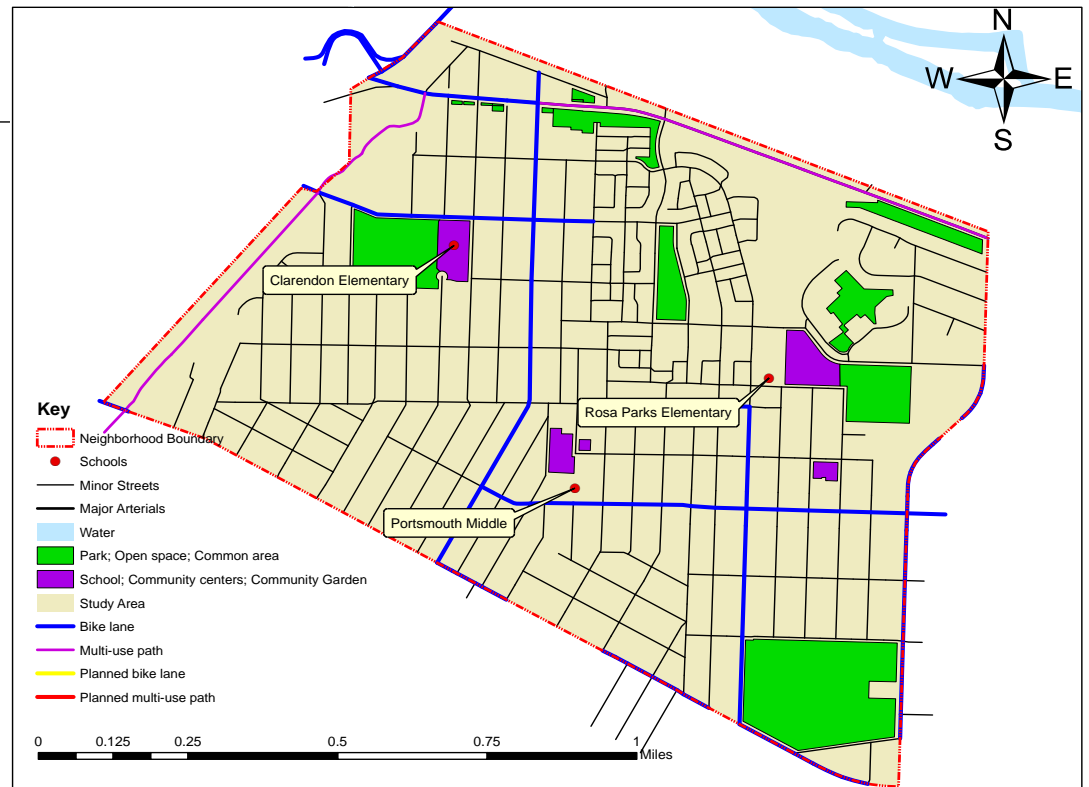 N
W
E
S
Clarendon Elementary
Rosa Parks Elementary
Portsmouth Middle
Key
Neighborhood Boundary
Schools
Minor Streets
Major Arterials
Water
Park; Open space; Common area
School; Community centers; Community Garden
Study Area
Bike lane
Multi-use path
Planned bike lane
Planned multi-use path
0 0.125 0.25 0.5 0.75 1
Miles